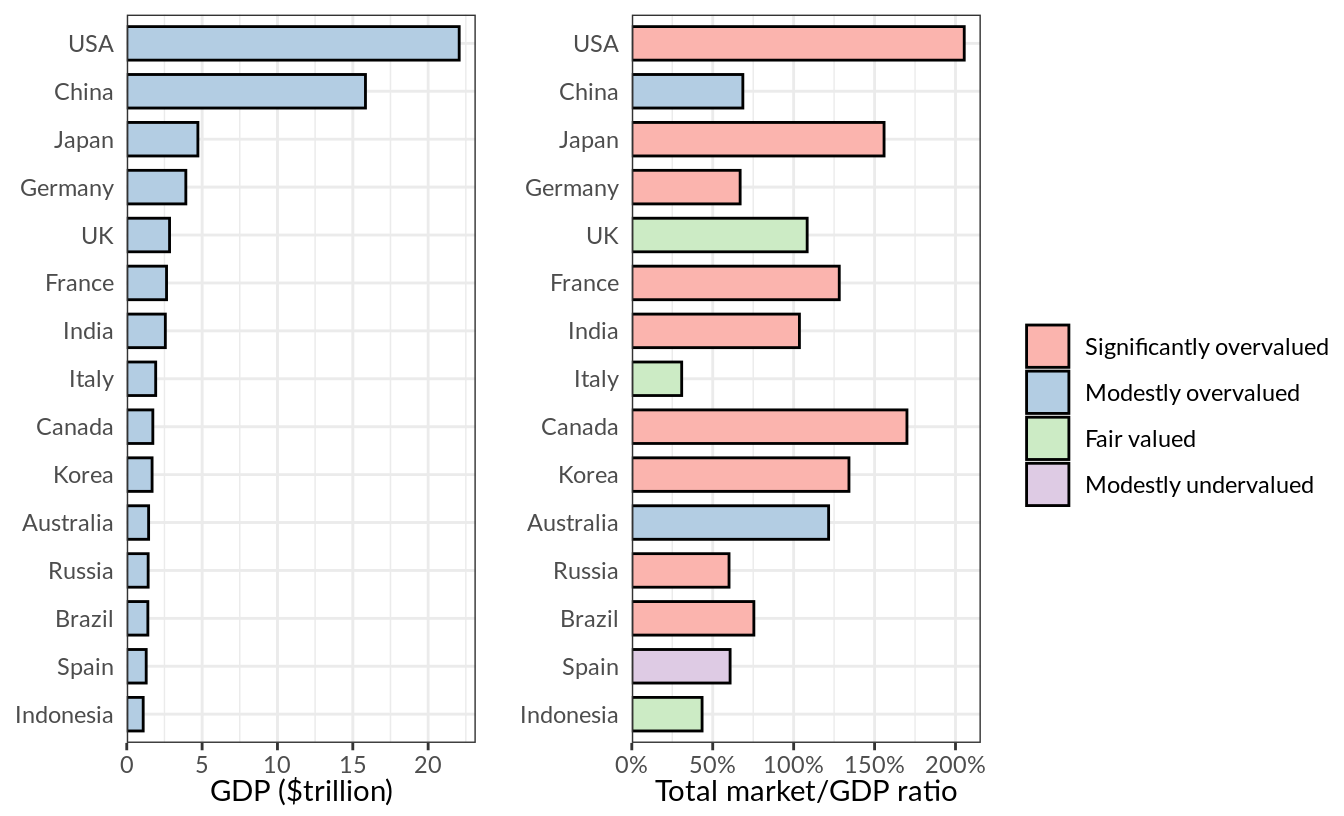 USA
China
Japan
Germany
UK
France
India
Italy
Canada
Korea
Australia
Russia
Brazil
Spain
Indonesia
0 5 10 15 20
GDP ($trillion)
USA
China
Japan
Germany
UK
France
India
Italy
Canada
Korea
Australia
Russia
Brazil
Spain
Indonesia
0% 50% 100% 150% 200%
Total market/GDP ratio
Significantly overvalued
Modestly overvalued
Fair valued
Modestly undervalued